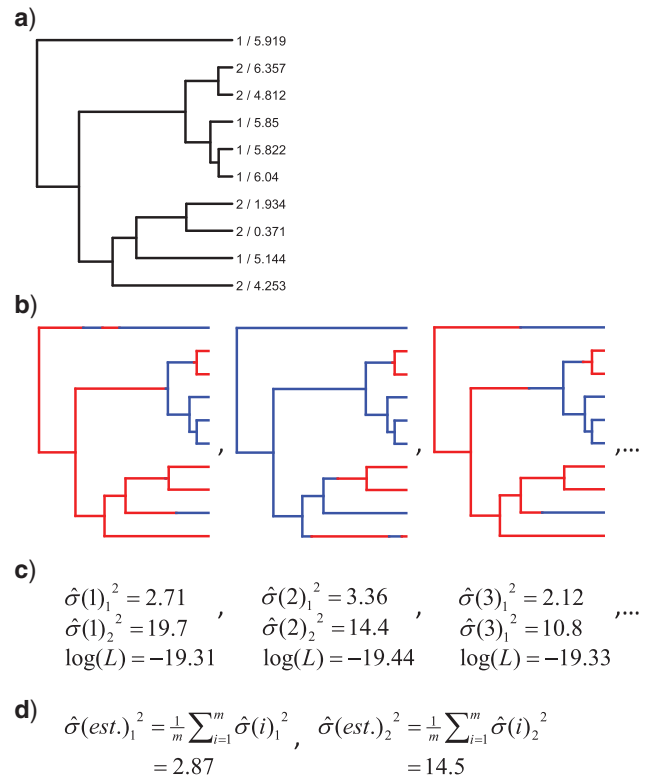 a)
1 / 5.919
2 / 6.357
2 / 4.812
1 / 5.85
1 / 5.822
1 / 6.04
2 / 1.934
2 / 0.371
1 / 5.144
2 / 4.253
b)
, , ,...
c)
σ̂(1)₁² = 2.71 , σ̂(2)₁² = 3.36 , σ̂(3)₁² = 2.12 ,...
σ̂(1)₂² = 19.7 σ̂(2)₂² = 14.4 σ̂(3)₁² = 10.8
log(L) = −19.31 log(L) = −19.44 log(L) = −19.33
d)
σ̂(est.)₁² = 1/m ∑ᵢ₌₁ᵐ σ̂(i)₁² , σ̂(est.)₂² = 1/m ∑ᵢ₌₁ᵐ σ̂(i)₂²
= 2.87 = 14.5